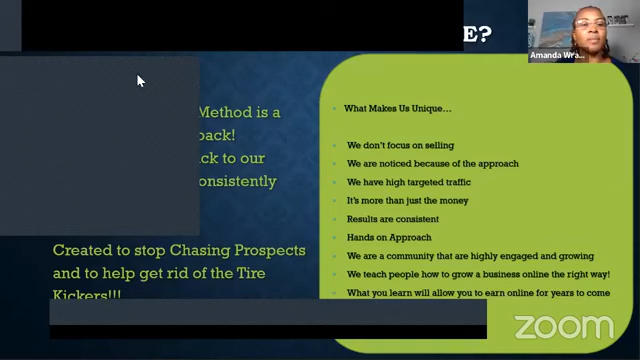 E?
Amanda Wra...
Method is a
back!
ck to our
onsistently
Created to stop Chasing Prospects
and to help get rid of the Tire
Kickers!!!
What Makes Us Unique...
We don't focus on selling
We are noticed because of the approach
We have high targeted traffic
It's more than just the money
Results are consistent
Hands on Approach
We are a community that are highly engaged and growing
We teach people how to grow a business online the right way!
What you learn will allow you to earn online for years to come
zoom